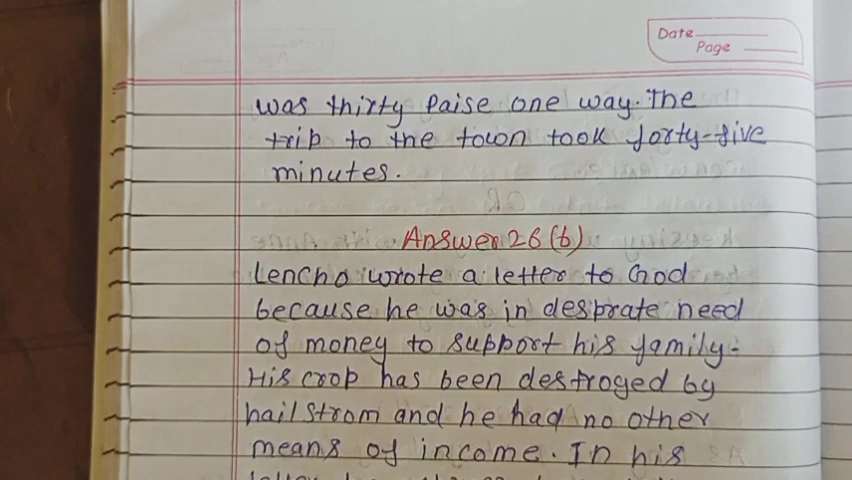 Date
Page
was thirty Paise one way. The
trip to the town took forty-five
minutes.
Answer 26 (b)
Lencho wrote a letter to God
because he was in desprate need
of money to support his family.
His crop has been destroyed by
hailstrom and he had no other
means of income. In his